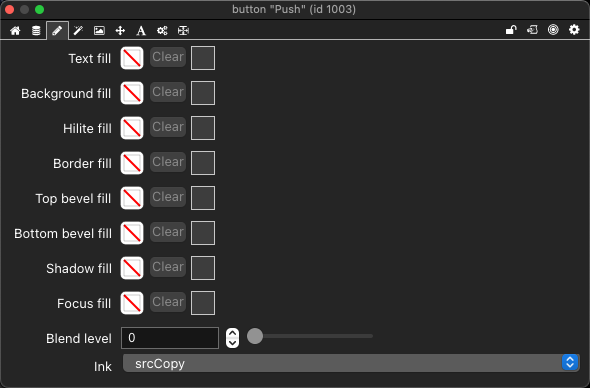 button "Push" (id 1003)
Text fill Clear
Background fill Clear
Hilite fill Clear
Border fill Clear
Top bevel fill Clear
Bottom bevel fill Clear
Shadow fill Clear
Focus fill Clear
Blend level 0
Ink srcCopy